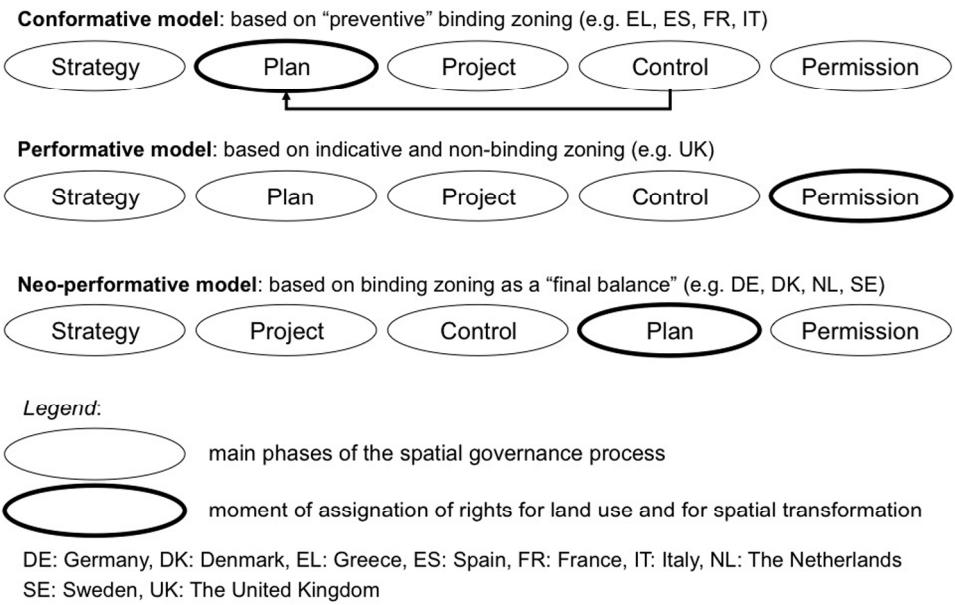 Conformative model: based on “preventive” binding zoning (e.g. EL, ES, FR, IT)
Strategy Plan Project Control Permission
Performative model: based on indicative and non-binding zoning (e.g. UK)
Strategy Plan Project Control Permission
Neo-performative model: based on binding zoning as a “final balance” (e.g. DE, DK, NL, SE)
Strategy Project Control Plan Permission
Legend:
main phases of the spatial governance process
moment of assignation of rights for land use and for spatial transformation
DE: Germany, DK: Denmark, EL: Greece, ES: Spain, FR: France, IT: Italy, NL: The Netherlands
SE: Sweden, UK: The United Kingdom